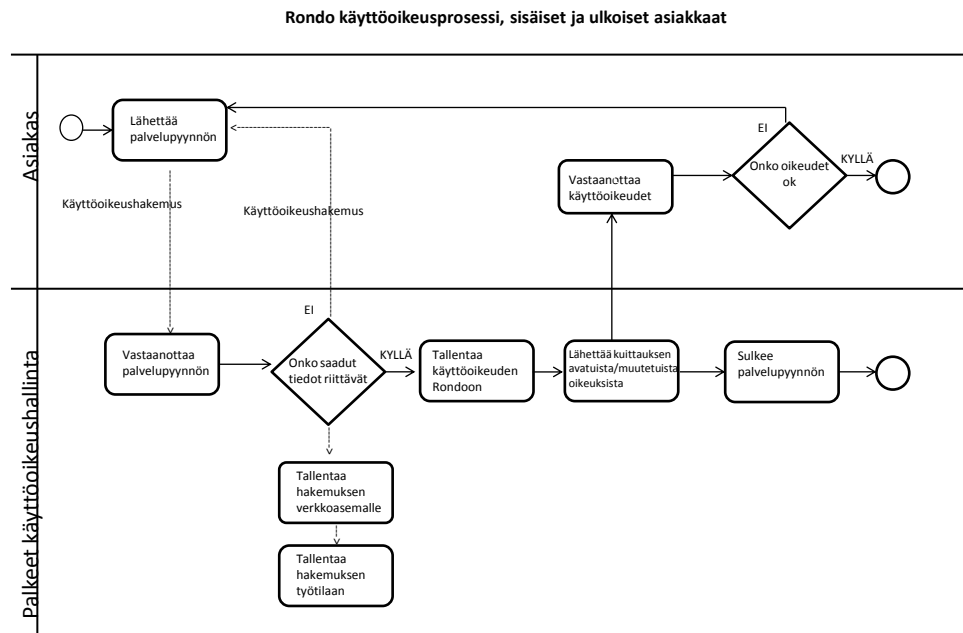 Rondo käyttöoikeusprosessi, sisäiset ja ulkoiset asiakkaat
Asiakas
Lähettää
palvelupyynnön
EI
Onko oikeudet
ok
KYLLÄ
Vastaanottaa
käyttöoikeudet
Käyttöoikeushakemus
Käyttöoikeushakemus
Palkeet käyttöoikeushallinta
EI
Vastaanottaa
palvelupyynnön
Onko saadut
tiedot riittävät
KYLLÄ
Tallentaa
käyttöoikeuden
Rondoon
Lähettää kuittauksen
avatuista/muutetuista
oikeuksista
Sulkee
palvelupyynnön
Tallentaa
hakemuksen
verkkoasemalle
Tallentaa
hakemuksen
työtilaan